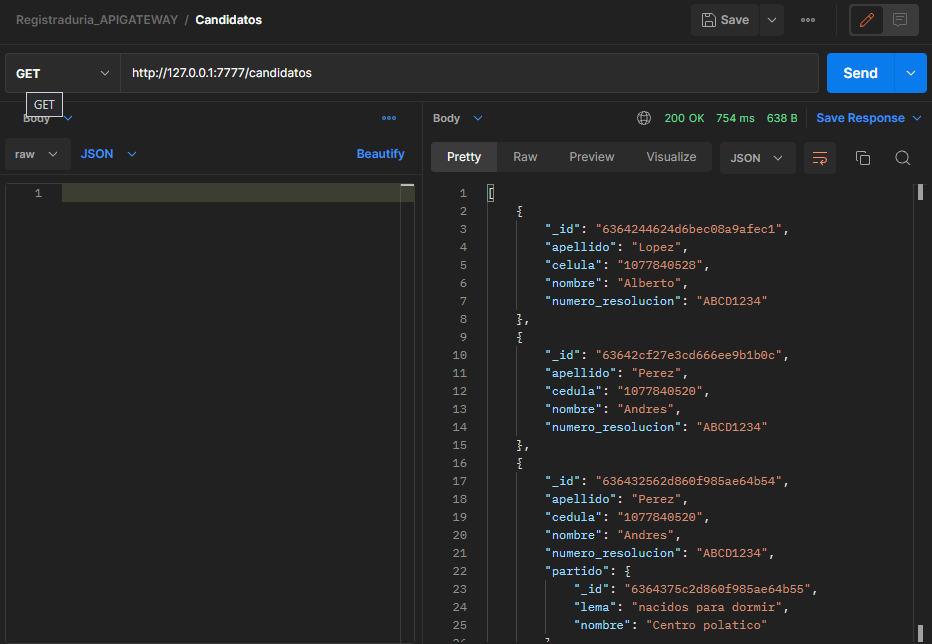 Registraduria_APIGATEWAY / Candidatos
Save
GET
http://127.0.0.1:7777/candidatos
Send
GET
Body
raw
JSON
Beautify
1
Body
200 OK 754 ms 638 B
Save Response
Pretty
Raw
Preview
Visualize
JSON
1 [
2 {
3 "_id": "6364244624d6bec08a9afec1",
4 "apellido": "Lopez",
5 "celula": "1077840528",
6 "nombre": "Alberto",
7 "numero_resolucion": "ABCD1234"
8 },
9 {
10 "_id": "63642cf27e3cd666ee9b1b0c",
11 "apellido": "Perez",
12 "cedula": "1077840520",
13 "nombre": "Andres",
14 "numero_resolucion": "ABCD1234"
15 },
16 {
17 "_id": "636432562d860f985ae64b54",
18 "apellido": "Perez",
19 "cedula": "1077840520",
20 "nombre": "Andres",
21 "numero_resolucion": "ABCD1234",
22 "partido": {
23 "_id": "6364375c2d860f985ae64b55",
24 "lema": "nacidos para dormir",
25 "nombre": "Centro polatico"